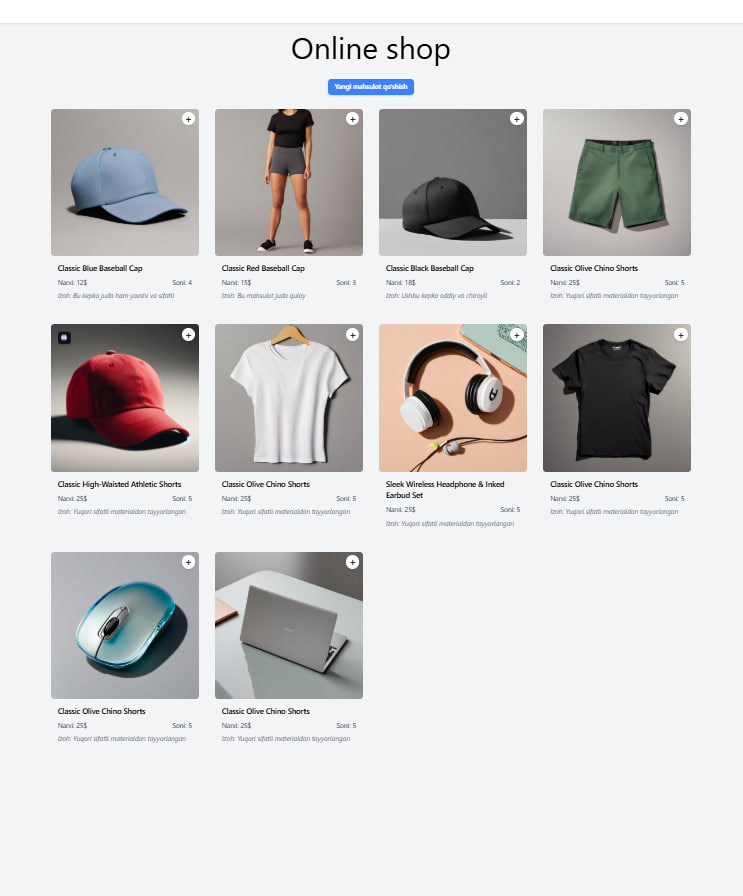 Online shop
Yangi mahsulot qo'shish
+ + + +
Classic Blue Baseball Cap
Narxi: 12$ Soni: 4
Izoh: Bu kepka juda ham yaxshi va sifatli
Classic Red Baseball Cap
Narxi: 15$ Soni: 3
Izoh: Bu mahsulot juda qulay
Classic Black Baseball Cap
Narxi: 18$ Soni: 2
Izoh: Ushbu kepka oddiy va chiroyli
Classic Olive Chino Shorts
Narxi: 25$ Soni: 5
Izoh: Yuqori sifatli materialdan tayyorlangan
+ + + +
Classic High-Waisted Athletic Shorts
Narxi: 25$ Soni: 5
Izoh: Yuqori sifatli materialdan tayyorlangan
Classic Olive Chino Shorts
Narxi: 25$ Soni: 5
Izoh: Yuqori sifatli materialdan tayyorlangan
Sleek Wireless Headphone & Inked
Earbud Set
Narxi: 25$ Soni: 5
Izoh: Yuqori sifatli materialdan tayyorlangan
Classic Olive Chino Shorts
Narxi: 25$ Soni: 5
Izoh: Yuqori sifatli materialdan tayyorlangan
+ +
Classic Olive Chino Shorts
Narxi: 25$ Soni: 5
Izoh: Yuqori sifatli materialdan tayyorlangan
Classic Olive Chino Shorts
Narxi: 25$ Soni: 5
Izoh: Yuqori sifatli materialdan tayyorlangan